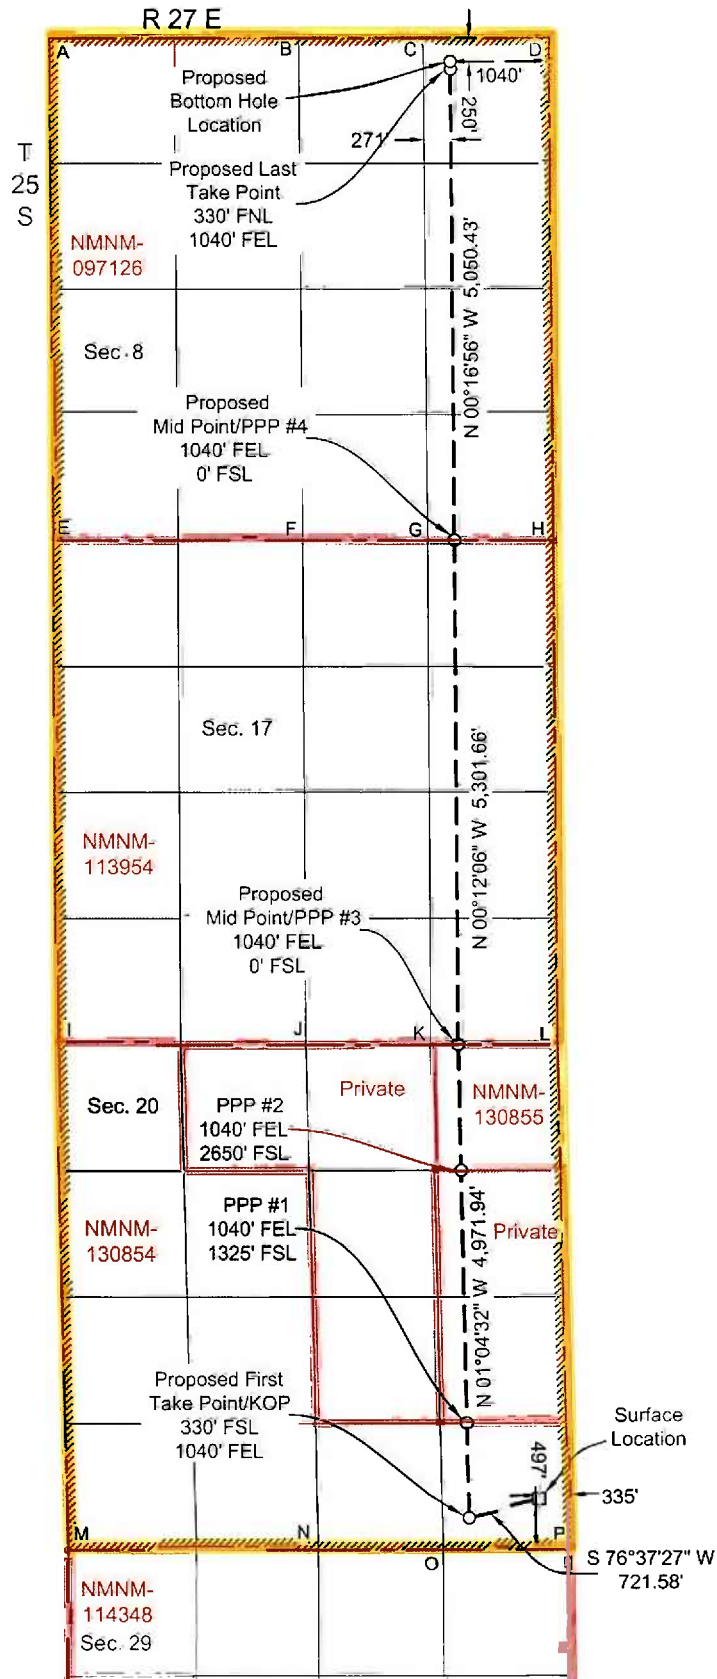 R 27 E
A
B
C
D
Proposed
Bottom Hole
Location
1040'
250'
271'
T
25
S
Proposed Last
Take Point
330' FNL
1040' FEL
NMNM-
097126
N 00°16'56" W 5,050.43'
Sec. 8
Proposed
Mid Point/PPP #4
1040' FEL
0' FSL
E
F
G
H
Sec. 17
N 00°12'06" W 5,301.66'
NMNM-
113954
Proposed
Mid Point/PPP #3
1040' FEL
0' FSL
I
J
K
L
Sec. 20
Private
NMNM-
130855
PPP #2
1040' FEL
2650' FSL
PPP #1
1040' FEL
1325' FSL
NMNM-
130854
Private
N 01°04'32" W 4,971.94'
Proposed First
Take Point/KOP
330' FSL
1040' FEL
Surface
Location
497'
335'
M
N
O
P
S 76°37'27" W
721.58'
NMNM-
114348
Sec. 29